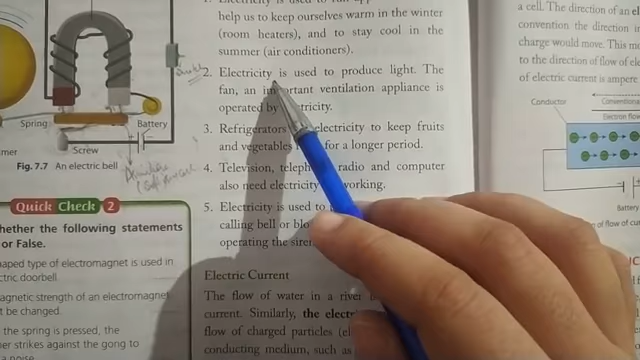 Spring
Battery
Screw
Fig. 7.7 An electric bell
Quick Check 2
hether the following statements
or False.
aped type of electromagnet is used in
ctric doorbell.
agnetic strength of an electromagnet
t be changed.
the spring is pressed, the
er strikes against the gong to
a noise
help us to keep ourselves warm in the winter
(room heaters), and to stay cool in the
summer (air conditioners).
2. Electricity is used to produce light. The
fan, an important ventilation appliance is
operated by electricity.
3. Refrigerators electricity to keep fruits
and vegetables for a longer period.
4. Television, radio and computer
also need electricity working.
5. Electricity is used to
calling bell or
operating the
Electric Current
The flow of water in a river
current. Similarly, the
flow of charged particles
conducting medium, such as
a cell. The direction of an
convention, the direction
charge would move. This
to the direction of flow of
of electric current is ampere
Conductor
Electron
Battery
of flow of